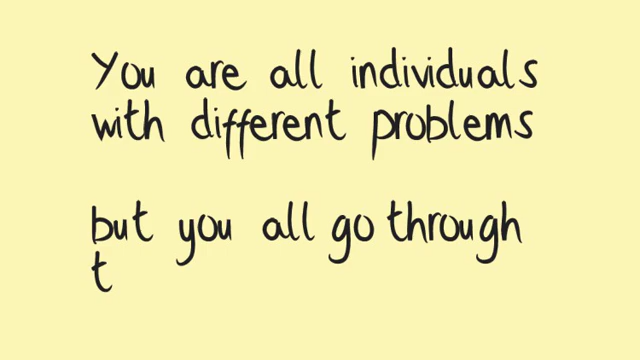 You are all individuals
with different problems
but you all go through
t